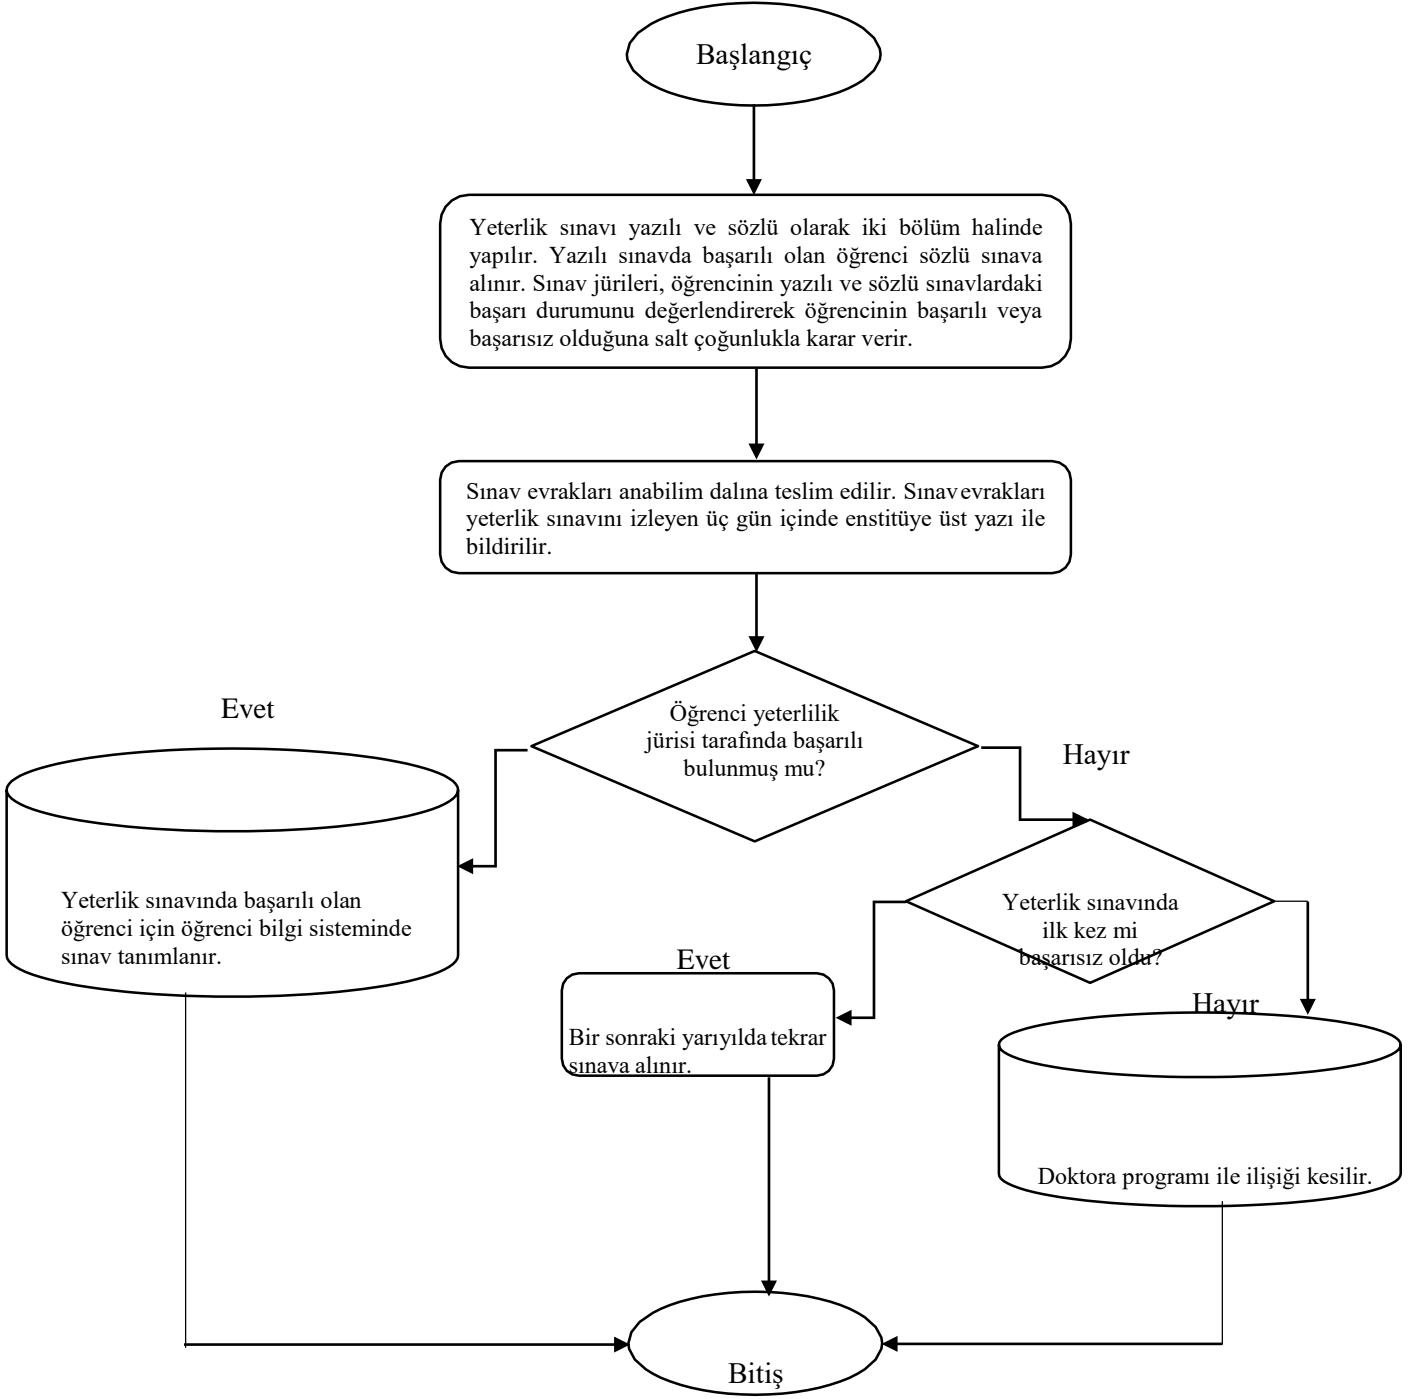 Başlangıç
Yeterlik sınavı yazılı ve sözlü olarak iki bölüm halinde
yapılır. Yazılı sınavda başarılı olan öğrenci sözlü sınava
alınır. Sınav jürileri, öğrencinin yazılı ve sözlü sınavlardaki
başarı durumunu değerlendirerek öğrencinin başarılı veya
başarısız olduğuna salt çoğunlukla karar verir.
Sınav evrakları anabilim dalına teslim edilir. Sınav evrakları
yeterlik sınavını izleyen üç gün içinde enstitüye üst yazı ile
bildirilir.
Öğrenci yeterlilik
jürisi tarafında başarılı
bulunmuş mu?
Evet
Yeterlik sınavında başarılı olan
öğrenci için öğrenci bilgi sisteminde
sınav tanımlanır.
Hayır
Yeterlik sınavında
ilk kez mi
başarısız oldu?
Evet
Bir sonraki yarıyılda tekrar
sınava alınır.
Hayır
Doktora programı ile ilişiği kesilir.
Bitiş